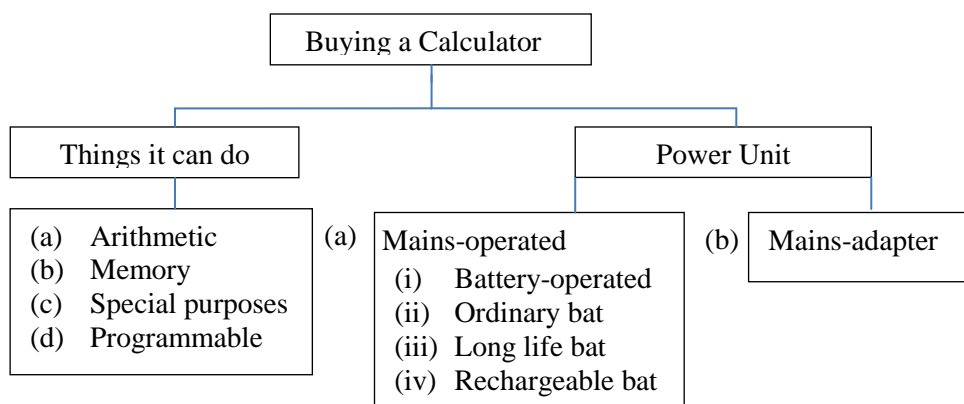 Buying a Calculator
Things it can do
Power Unit
(a) Arithmetic
(b) Memory
(c) Special purposes
(d) Programmable
(a) Mains-operated
(i) Battery-operated
(ii) Ordinary bat
(iii) Long life bat
(iv) Rechargeable bat
(b) Mains-adapter